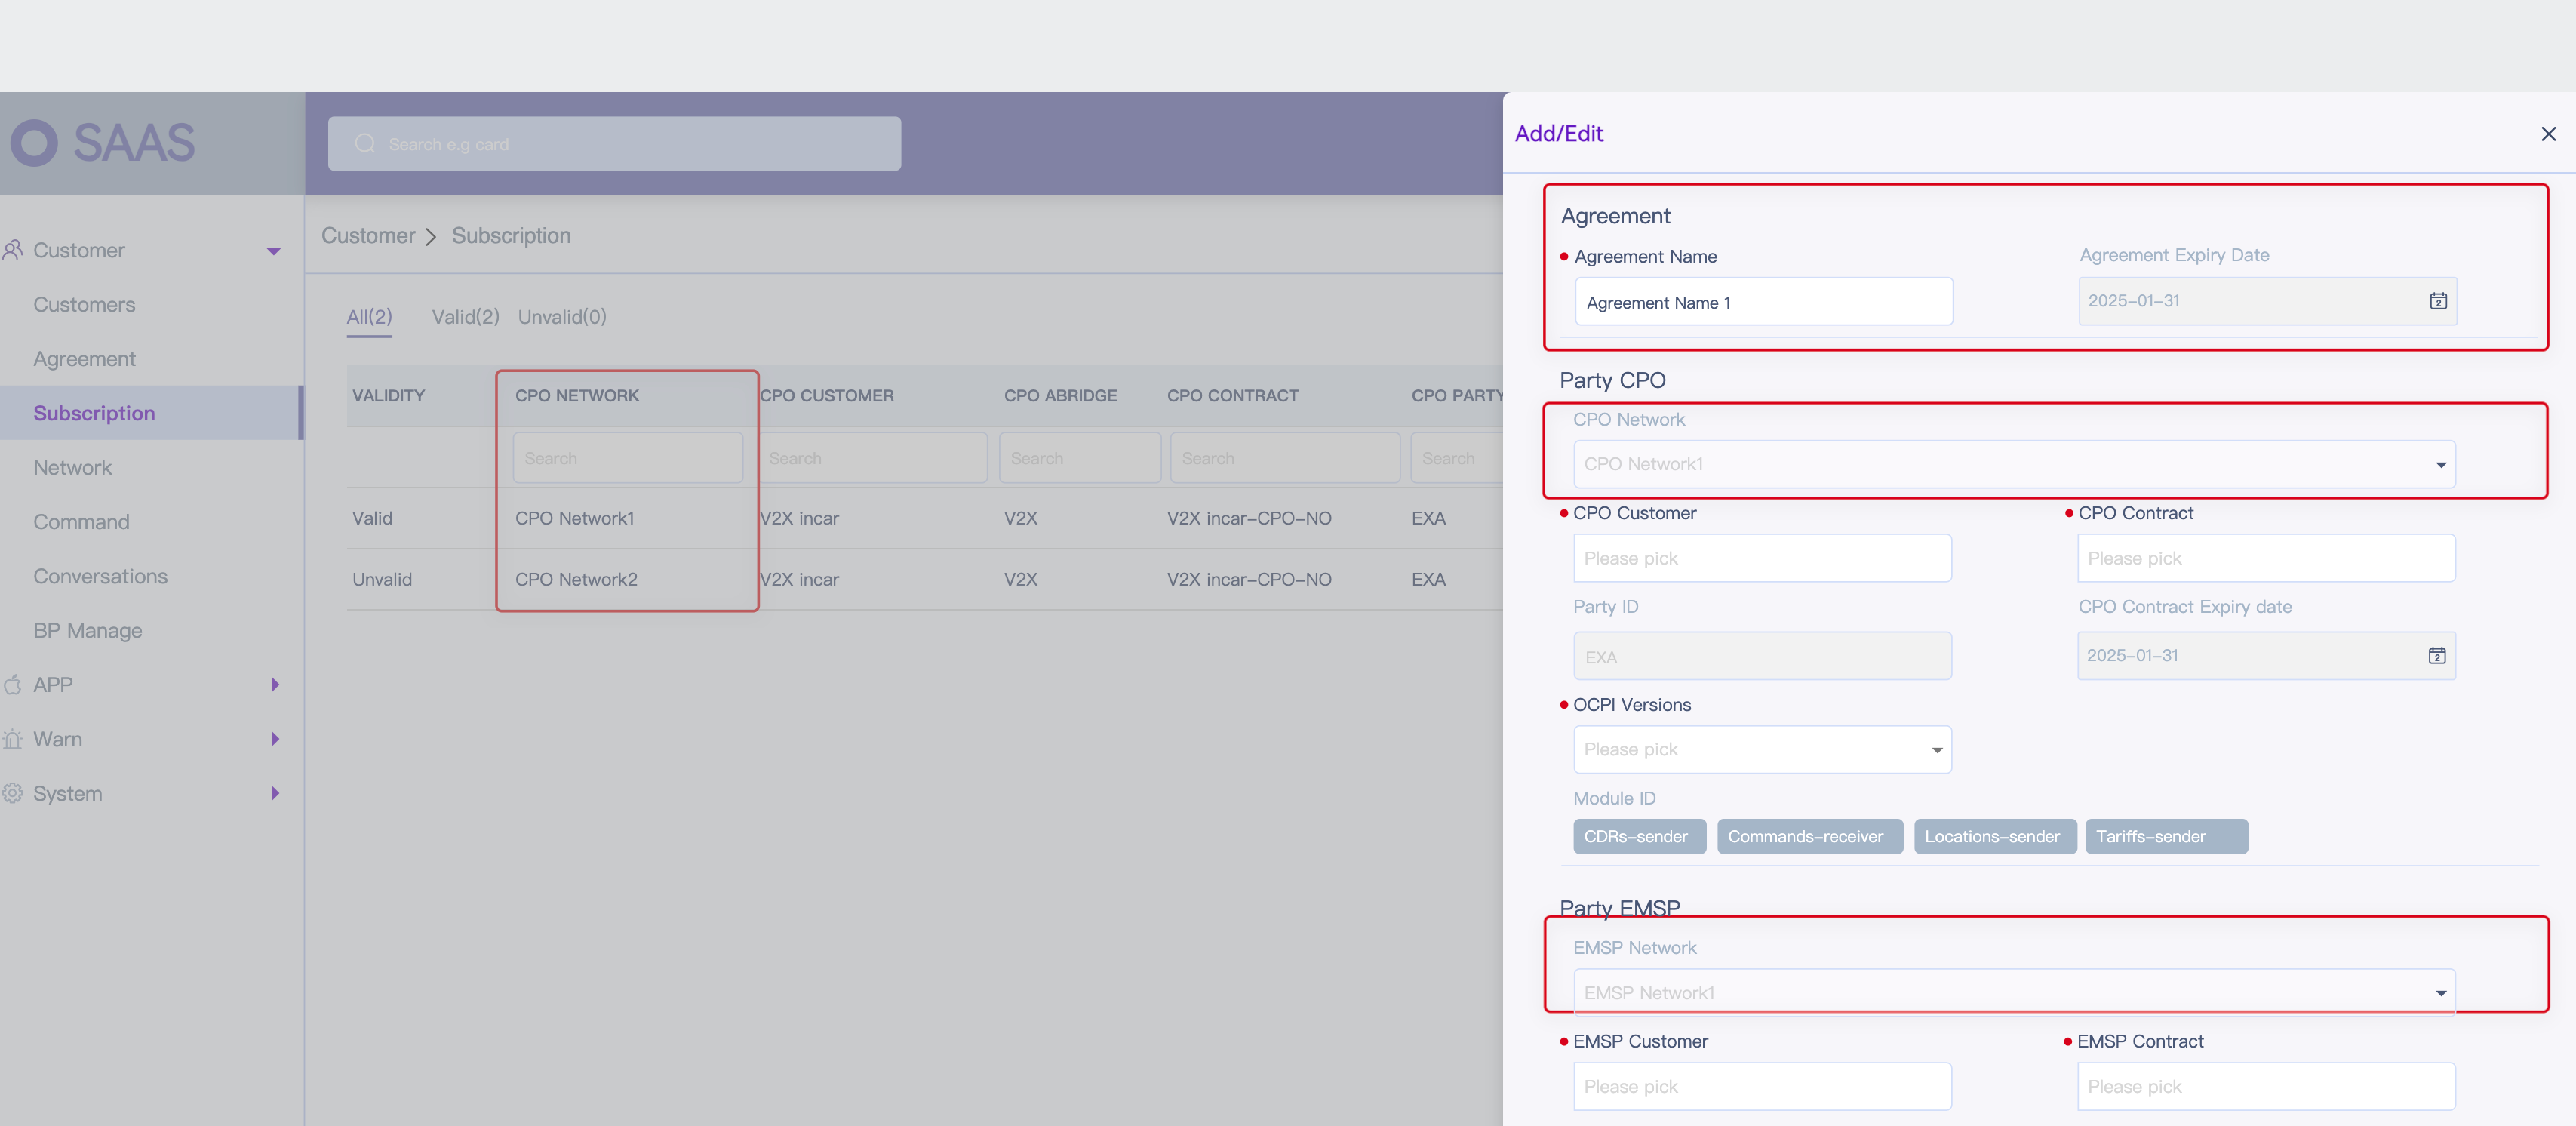 SAAS
Search e.g card
Customer
Customers
Agreement
Subscription
Network
Command
Conversations
BP Manage
APP
Warn
System
Customer > Subscription
All(2) Valid(2) Unvalid(0)
VALIDITY CPO NETWORK CPO CUSTOMER CPO ABRIDGE CPO CONTRACT CPO PARTY
Search Search Search Search Search
Valid CPO Network1 V2X incar V2X V2X incar-CPO-NO EXA
Unvalid CPO Network2 V2X incar V2X V2X incar-CPO-NO EXA
Add/Edit
Agreement
Agreement Name Agreement Expiry Date
Agreement Name 1 2025-01-31
Party CPO
CPO Network
CPO Network1
CPO Customer CPO Contract
Please pick Please pick
Party ID CPO Contract Expiry date
EXA 2025-01-31
OCPI Versions
Please pick
Module ID
CDRs-sender Commands-receiver Locations-sender Tariffs-sender
Party EMSP
EMSP Network
EMSP Network1
EMSP Customer EMSP Contract
Please pick Please pick